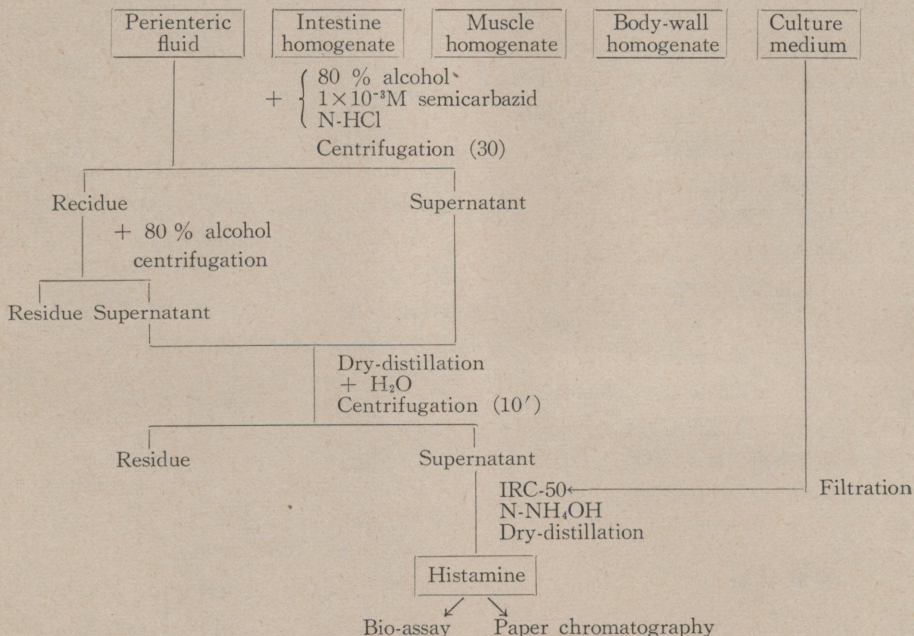 Perienteric fluid
Intestine homogenate
Muscle homogenate
Body-wall homogenate
Culture medium
+ { 80 % alcohol
1×10⁻³M semicarbazid
N-HCl
Centrifugation (30)
Recidue
Supernatant
+ 80 % alcohol
centrifugation
Residue Supernatant
Dry-distillation
+ H₂O
Centrifugation (10′)
Residue
Supernatant
IRC-50← Filtration
N-NH₄OH
Dry-distillation
Histamine
Bio-assay Paper chromatography